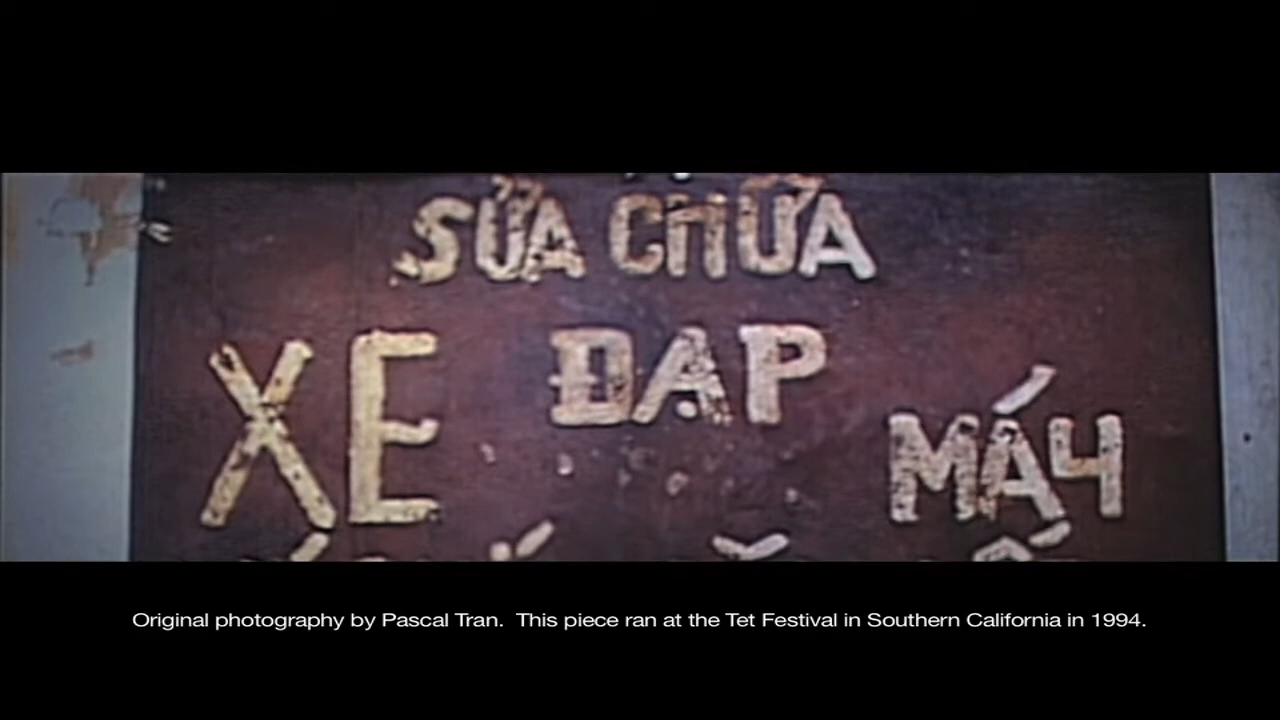 SỬA CHỮA
XE ĐẠP MÁY
Original photography by Pascal Tran.  This piece ran at the Tet Festival in Southern California in 1994.